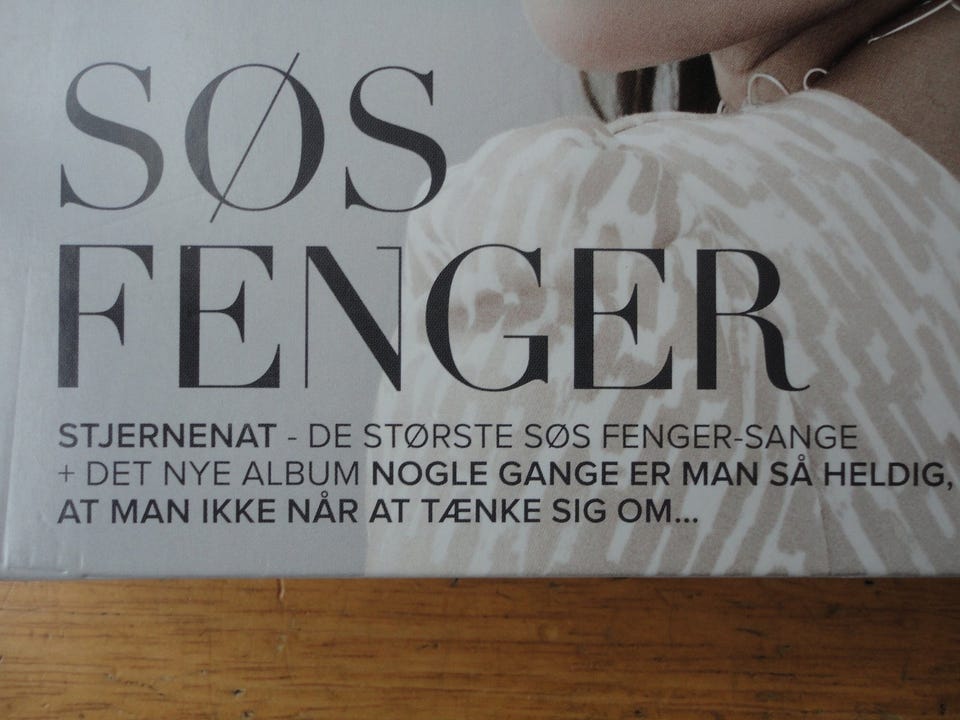 SØS
FENGER
STJERNENAT - DE STØRSTE SØS FENGER-SANGE
+ DET NYE ALBUM NOGLE GANGE ER MAN SÅ HELDIG,
AT MAN IKKE NÅR AT TÆNKE SIG OM...